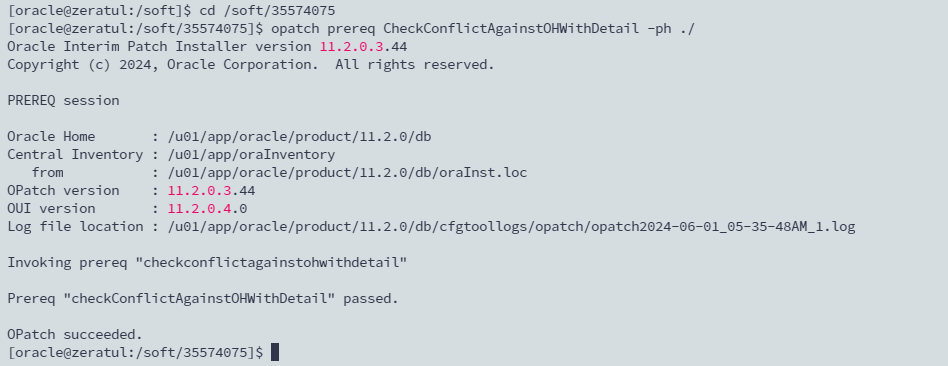 [oracle@zeratul:/soft]$ cd /soft/35574075
[oracle@zeratul:/soft/35574075]$ opatch prereq CheckConflictAgainstOHWithDetail -ph ./
Oracle Interim Patch Installer version 11.2.0.3.44
Copyright (c) 2024, Oracle Corporation.  All rights reserved.

PREREQ session

Oracle Home       : /u01/app/oracle/product/11.2.0/db
Central Inventory : /u01/app/oraInventory
   from           : /u01/app/oracle/product/11.2.0/db/oraInst.loc
OPatch version    : 11.2.0.3.44
OUI version       : 11.2.0.4.0
Log file location : /u01/app/oracle/product/11.2.0/db/cfgtoollogs/opatch/opatch2024-06-01_05-35-48AM_1.log

Invoking prereq "checkconflictagainstohwithdetail"

Prereq "checkConflictAgainstOHWithDetail" passed.

OPatch succeeded.
[oracle@zeratul:/soft/35574075]$